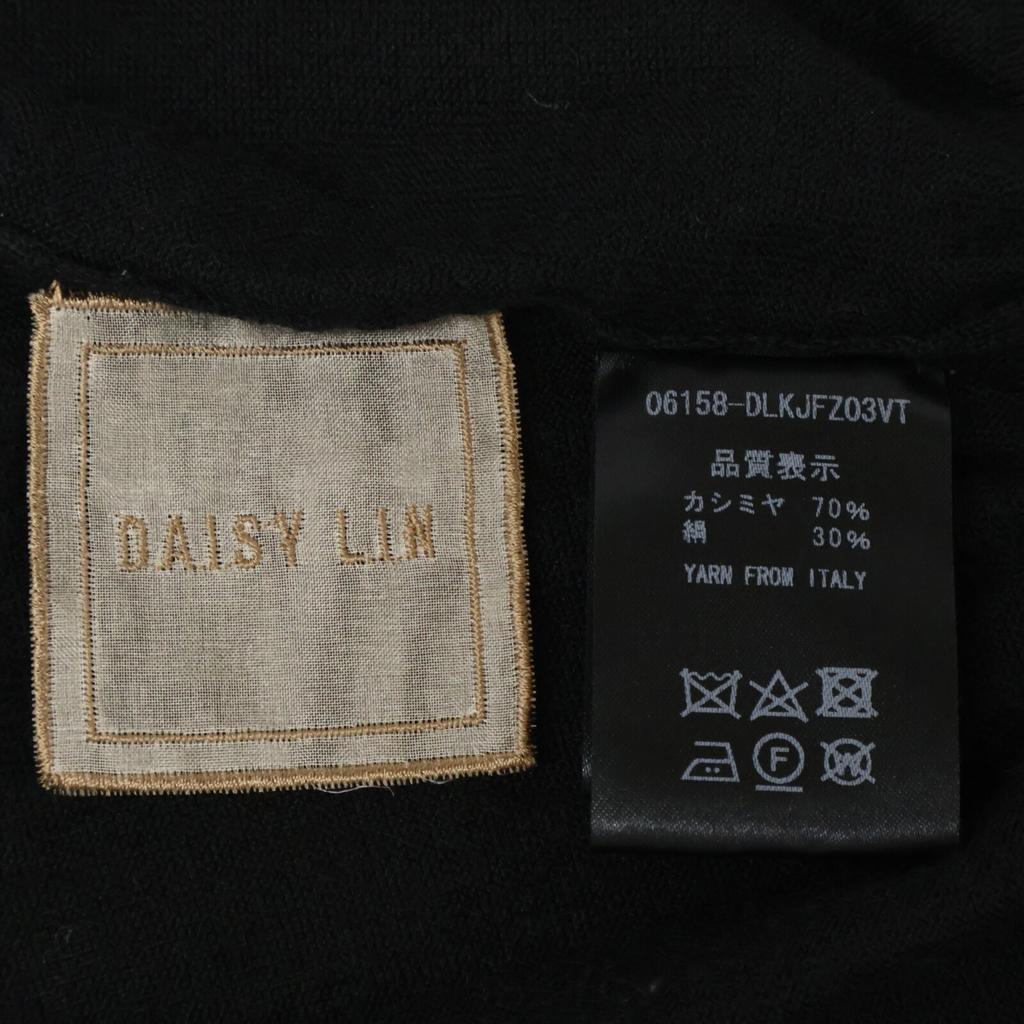 DAISY LIN
06158-DLKJFZ03VT
品質表示
カシミヤ 70%
絹 30%
YARN FROM ITALY
F
W